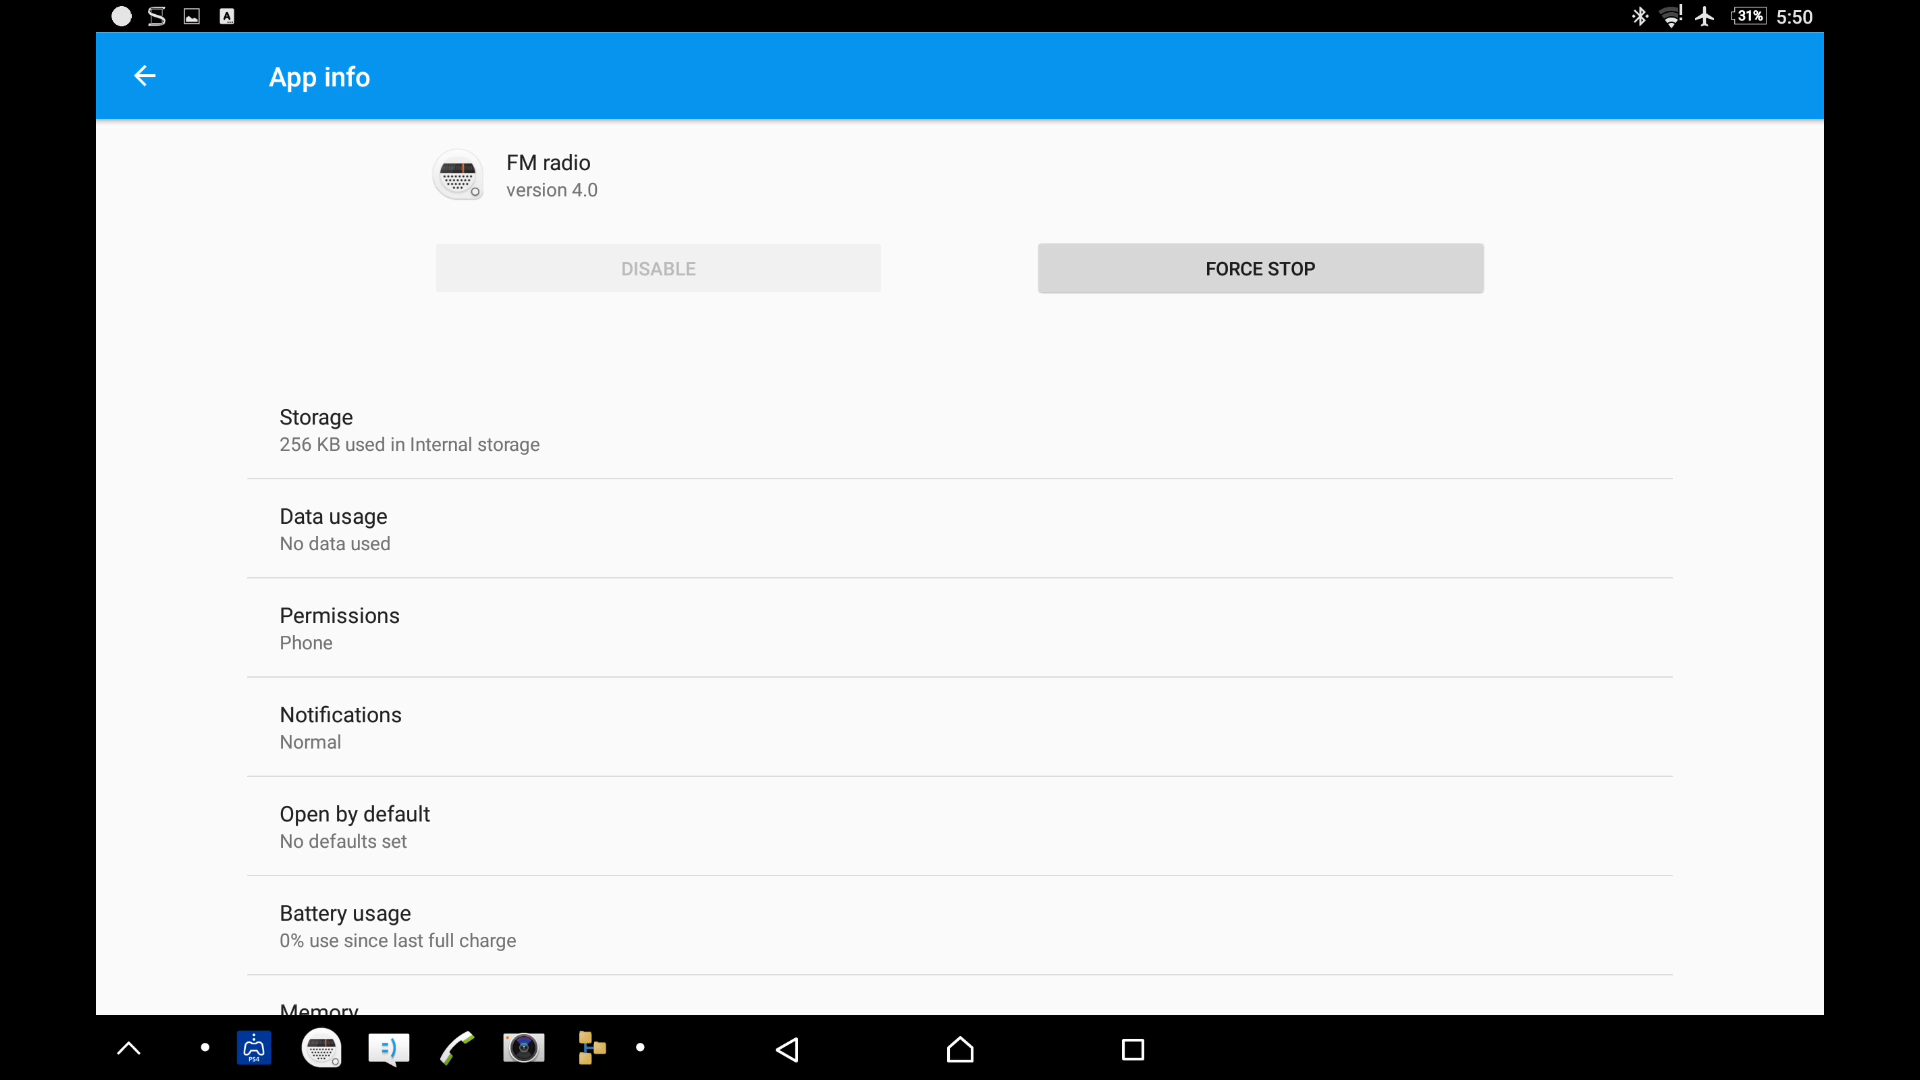 31% 5:50
App info
FM radio
version 4.0
DISABLE
FORCE STOP
Storage
256 KB used in Internal storage
Data usage
No data used
Permissions
Phone
Notifications
Normal
Open by default
No defaults set
Battery usage
0% use since last full charge
Memory
PS4